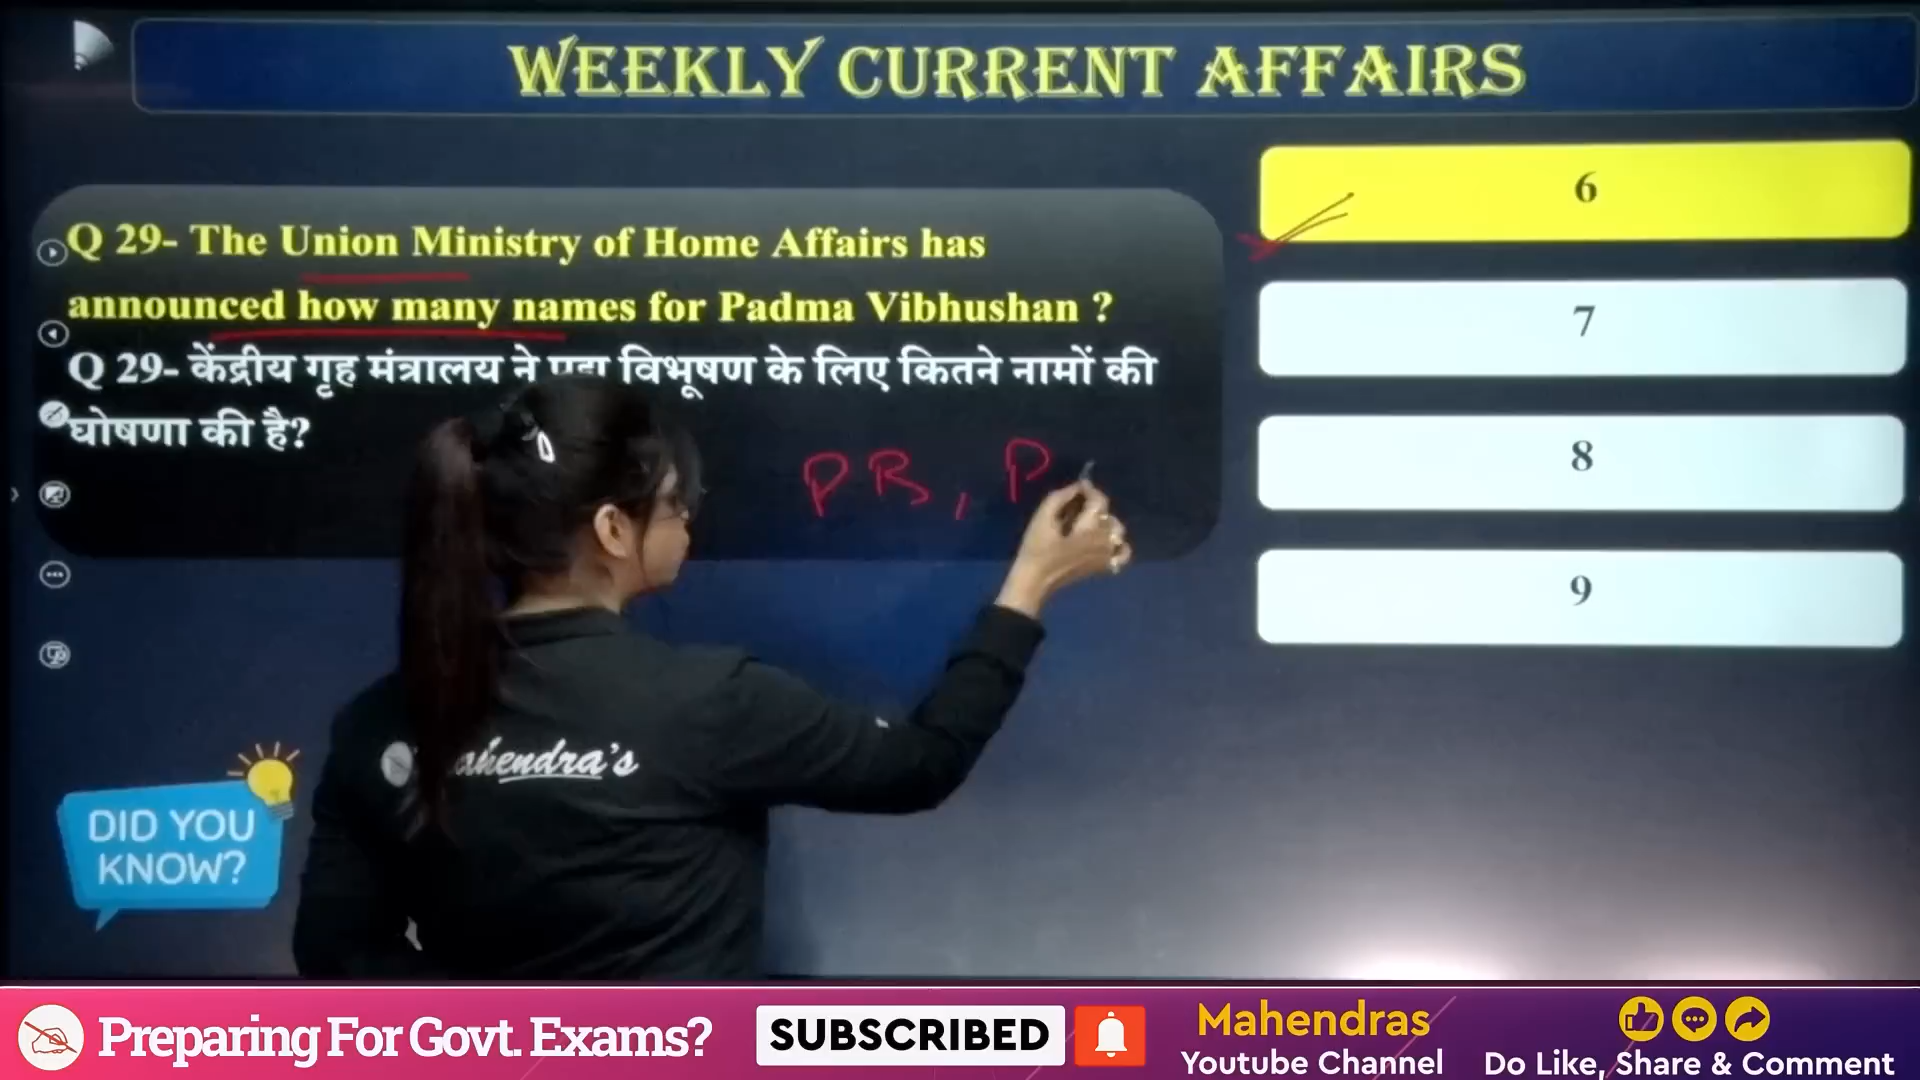 WEEKLY CURRENT AFFAIRS
Q 29- The Union Ministry of Home Affairs has
announced how many names for Padma Vibhushan ?
Q 29- केंद्रीय गृह मंत्रालय ने पद्म विभूषण के लिए कितने नामों की
घोषणा की है?
PB, P
6
7
8
9
Mahendra's
DID YOU
KNOW?
Preparing For Govt. Exams?
SUBSCRIBED
Mahendras
Youtube Channel
Do Like, Share & Comment